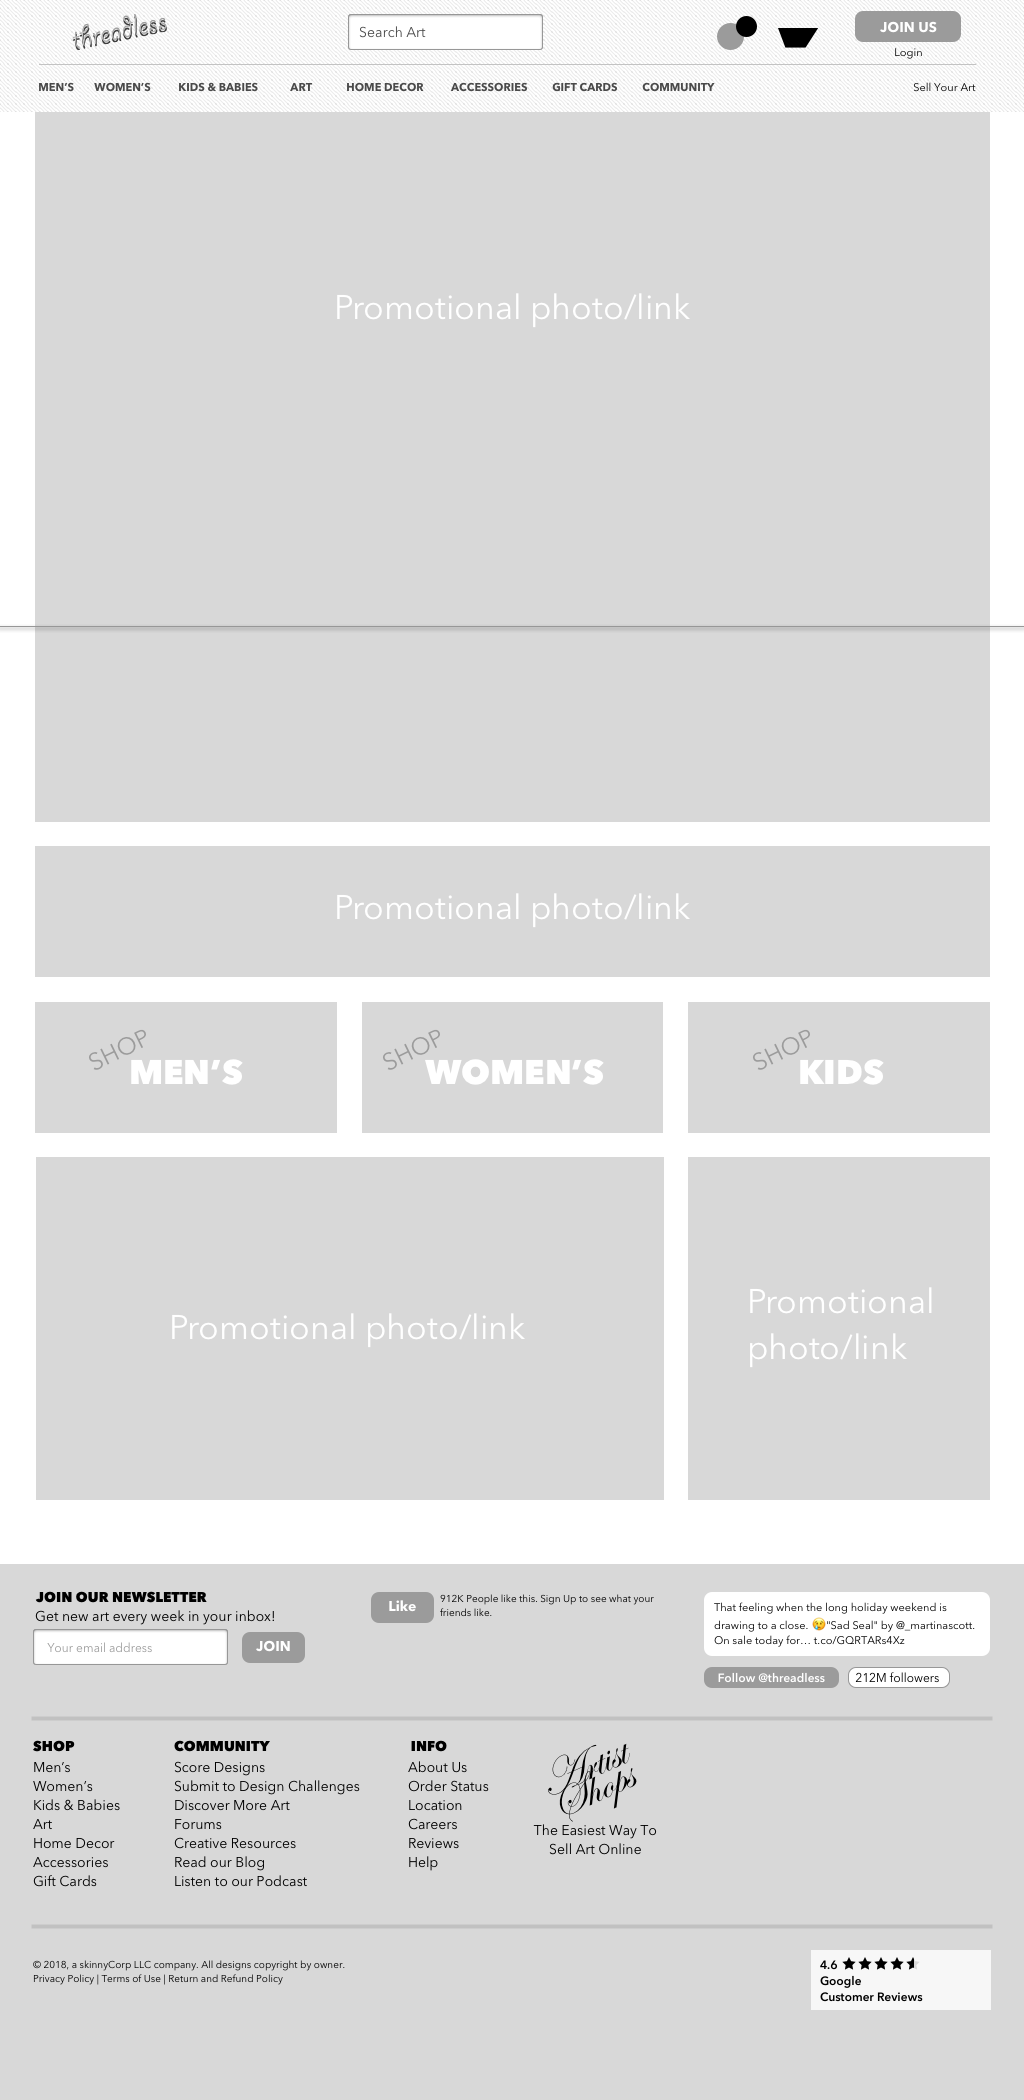 threadless
Search Art
JOIN US
Login
MEN'S WOMEN'S KIDS & BABIES ART HOME DECOR ACCESSORIES GIFT CARDS COMMUNITY Sell Your Art
Promotional photo/link
Promotional photo/link
SHOP
MEN'S
SHOP
WOMEN'S
SHOP
KIDS
Promotional photo/link
Promotional
photo/link
JOIN OUR NEWSLETTER
Get new art every week in your inbox!
Your email address
JOIN
Like
912K People like this. Sign Up to see what your
friends like.
That feeling when the long holiday weekend is
drawing to a close. 😢"Sad Seal" by @_martinascott.
On sale today for... t.co/GQRTARs4Xz
Follow @threadless
212M followers
SHOP
Men's
Women's
Kids & Babies
Art
Home Decor
Accessories
Gift Cards
COMMUNITY
Score Designs
Submit to Design Challenges
Discover More Art
Forums
Creative Resources
Read our Blog
Listen to our Podcast
INFO
About Us
Order Status
Location
Careers
Reviews
Help
Artist
Shops
The Easiest Way To
Sell Art Online
© 2018, a skinnyCorp LLC company. All designs copyright by owner.
Privacy Policy | Terms of Use | Return and Refund Policy
4.6 ★★★★
Google
Customer Reviews